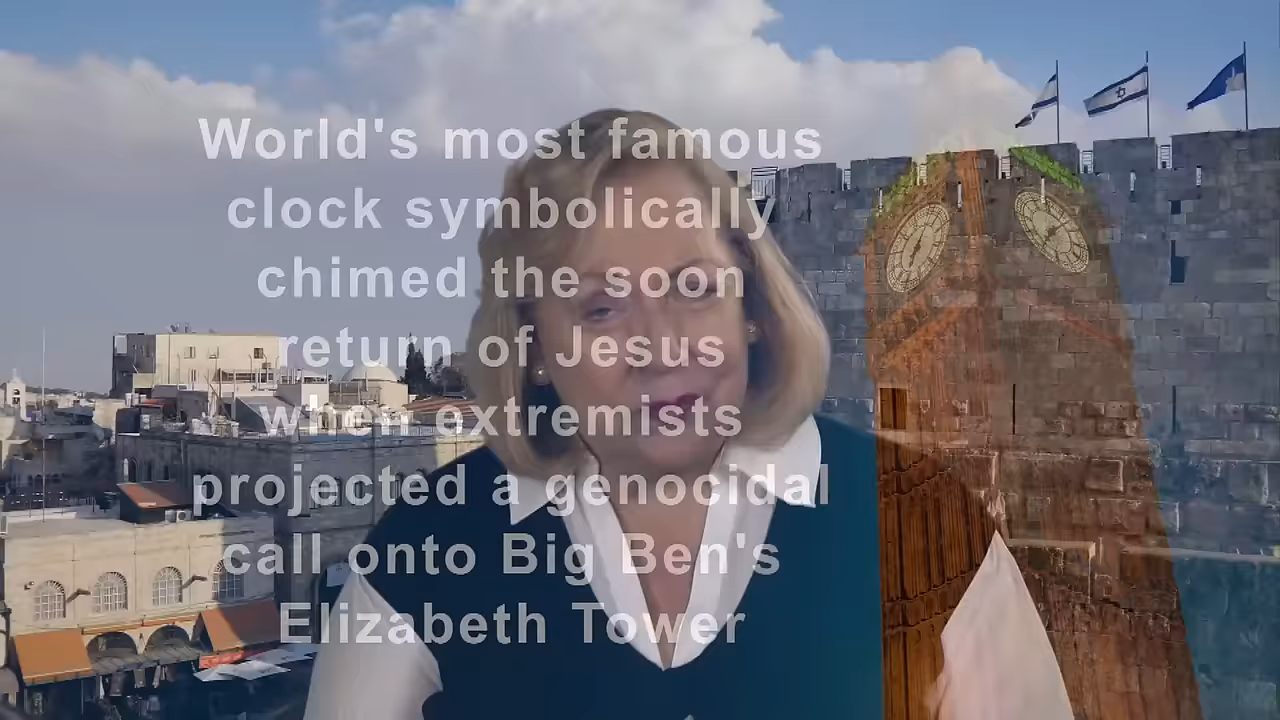 World's most famous
clock symbolically
chimed the soon
return of Jesus
when extremists
projected a genocidal
call onto Big Ben's
Elizabeth Tower